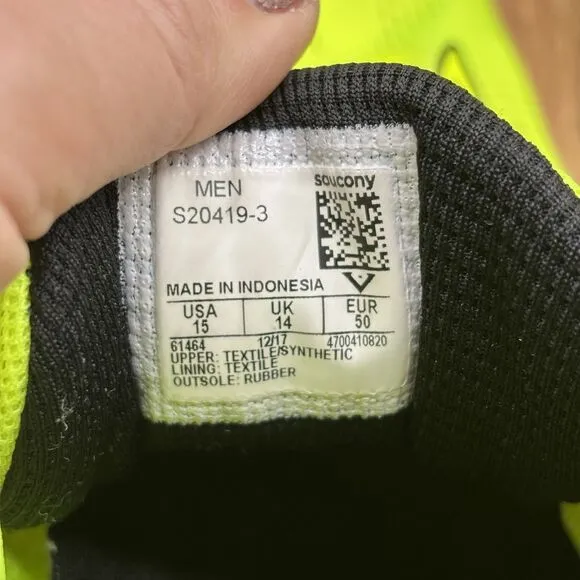 MEN
saucony
S20419-3
MADE IN INDONESIA
USA UK EUR
15 14 50
61464 12/17 4700410820
UPPER: TEXTILE/SYNTHETIC
LINING: TEXTILE
OUTSOLE: RUBBER